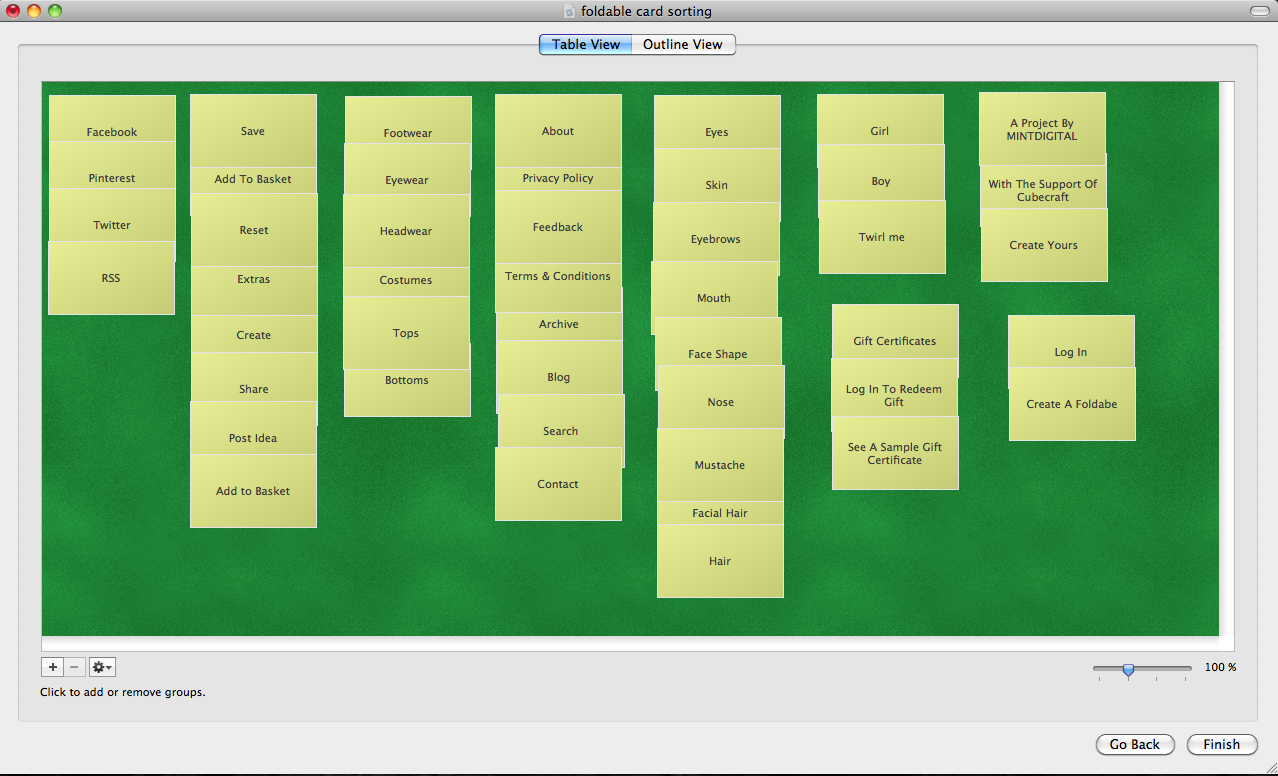 foldable card sorting
Table View
Outline View
Facebook
Pinterest
Twitter
RSS
Save
Add To Basket
Reset
Extras
Create
Share
Post Idea
Add to Basket
Footwear
Eyewear
Headwear
Costumes
Tops
Bottoms
About
Privacy Policy
Feedback
Terms & Conditions
Archive
Blog
Search
Contact
Eyes
Skin
Eyebrows
Mouth
Face Shape
Nose
Mustache
Facial Hair
Hair
Girl
Boy
Twirl me
Gift Certificates
Log In To Redeem
Gift
See A Sample Gift
Certificate
A Project By
MINTDIGITAL
With The Support Of
Cubecraft
Create Yours
Log In
Create A Foldabe
100 %
Click to add or remove groups.
Go Back
Finish